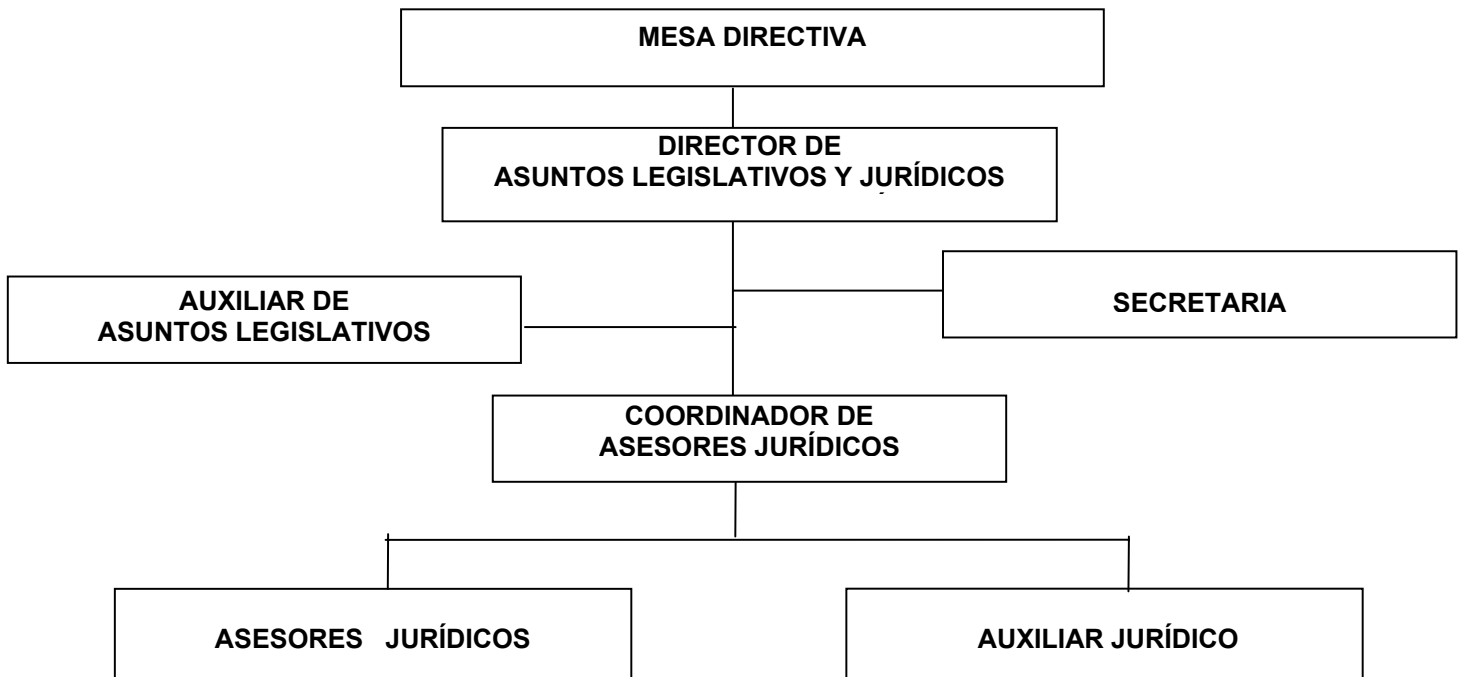 MESA DIRECTIVA
DIRECTOR DE
ASUNTOS LEGISLATIVOS Y JURÍDICOS
AUXILIAR DE
ASUNTOS LEGISLATIVOS
SECRETARIA
COORDINADOR DE
ASESORES JURÍDICOS
ASESORES JURÍDICOS
AUXILIAR JURÍDICO